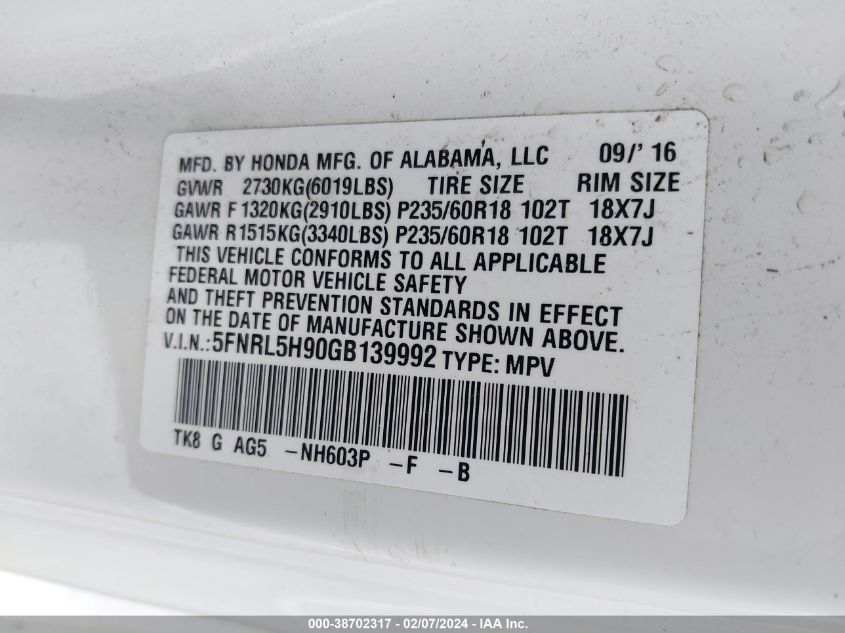 MFD. BY HONDA MFG. OF ALABAMA, LLC 09/'16
GVWR 2730KG(6019LBS) TIRE SIZE RIM SIZE
GAWR F 1320KG(2910LBS) P235/60R18 102T 18X7J
GAWR R1515KG(3340LBS) P235/60R18 102T 18X7J
THIS VEHICLE CONFORMS TO ALL APPLICABLE
FEDERAL MOTOR VEHICLE SAFETY
AND THEFT PREVENTION STANDARDS IN EFFECT
ON THE DATE OF MANUFACTURE SHOWN ABOVE.
V.I.N.:5FNRL5H90GB139992 TYPE: MPV
TK8 G AG5 -NH603P -F -B
000-38702317 - 02/07/2024 - IAA Inc.